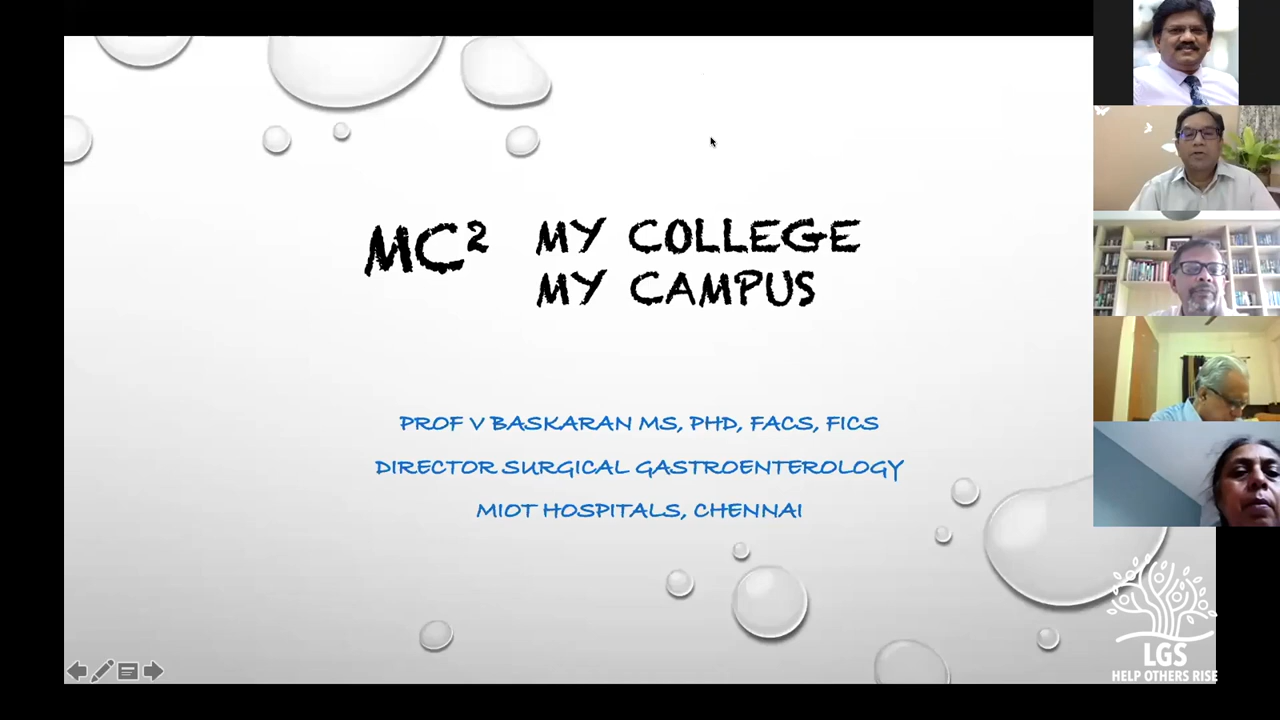 MC² MY COLLEGE
MY CAMPUS
PROF V BASKARAN MS, PHD, FACS, FICS
DIRECTOR SURGICAL GASTROENTEROLOGY
MIOT HOSPITALS, CHENNAI
LGS
HELP OTHERS RISE